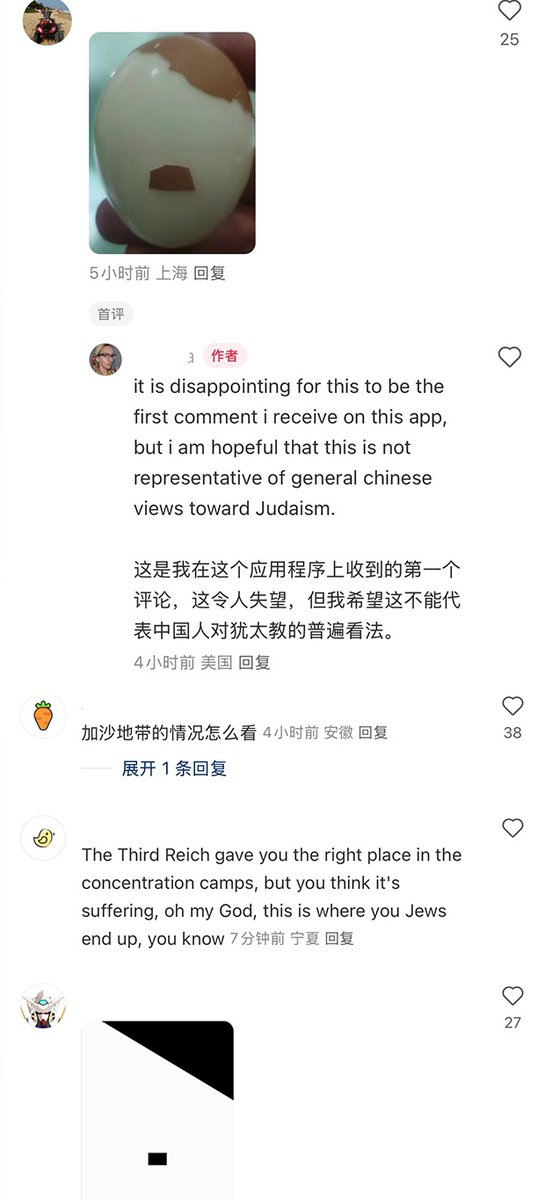 25
5小时前 上海 回复
首评
作者
it is disappointing for this to be the
first comment i receive on this app,
but i am hopeful that this is not
representative of general chinese
views toward Judaism.
这是我在这个应用程序上收到的第一个
评论，这令人失望，但我希望这不能代
表中国人对犹太教的普遍看法。
4小时前 美国 回复
加沙地带的情况怎么看 4小时前 安徽 回复
38
展开 1 条回复
The Third Reich gave you the right place in the
concentration camps, but you think it's
suffering, oh my God, this is where you Jews
end up, you know 7分钟前 宁夏 回复
27